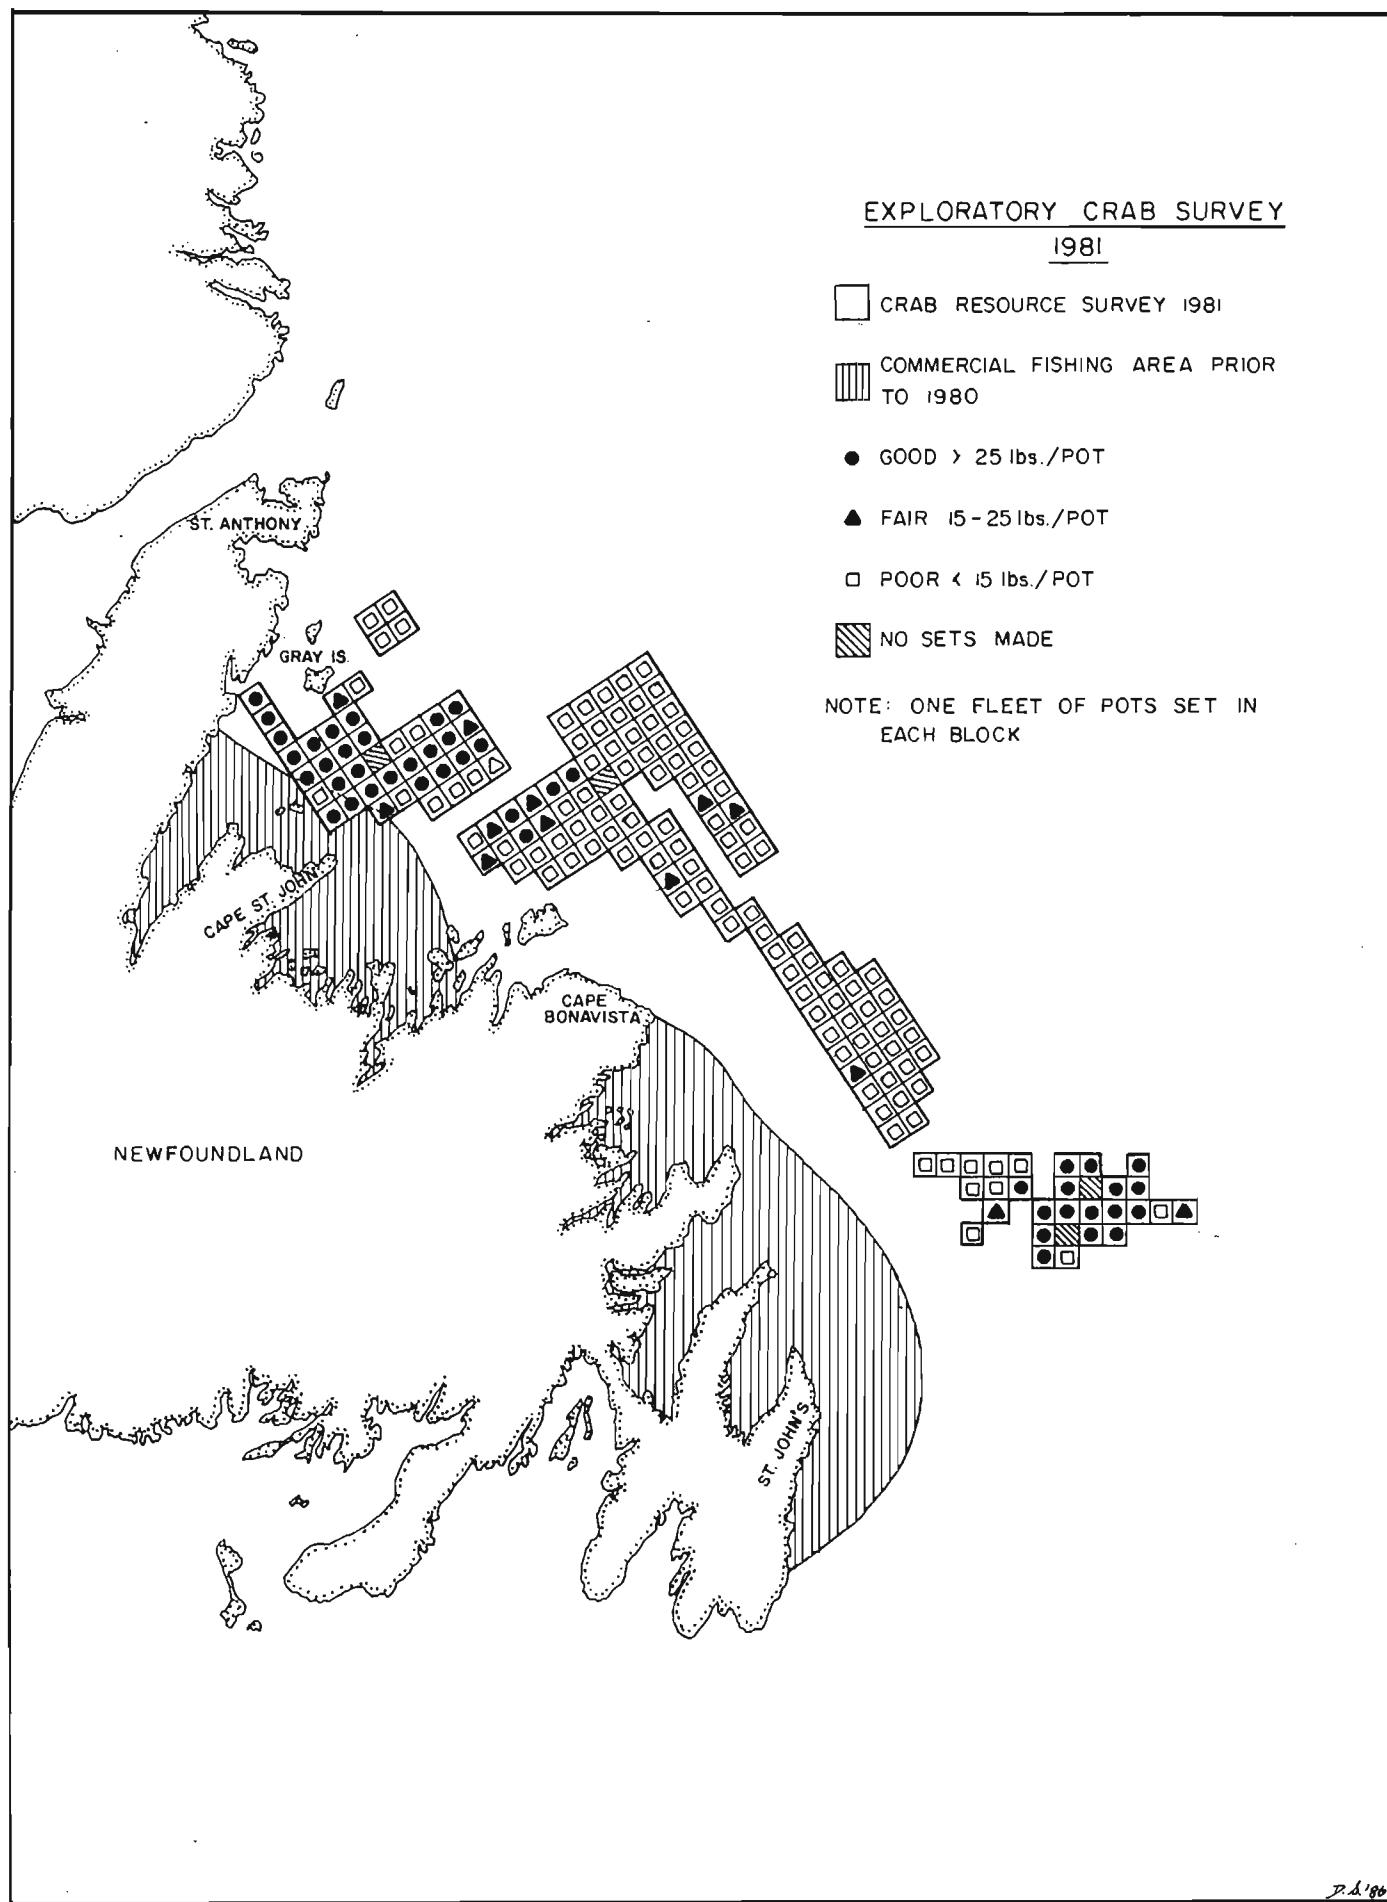 EXPLORATORY CRAB SURVEY
1981
CRAB RESOURCE SURVEY 1981
COMMERCIAL FISHING AREA PRIOR
TO 1980
GOOD > 25 lbs./POT
FAIR 15-25 lbs./POT
POOR < 15 lbs./POT
NO SETS MADE
NOTE: ONE FLEET OF POTS SET IN
EACH BLOCK
ST. ANTHONY
GRAY IS.
CAPE ST. JOHN
CAPE
BONAVISTA
NEWFOUNDLAND
ST. JOHN'S